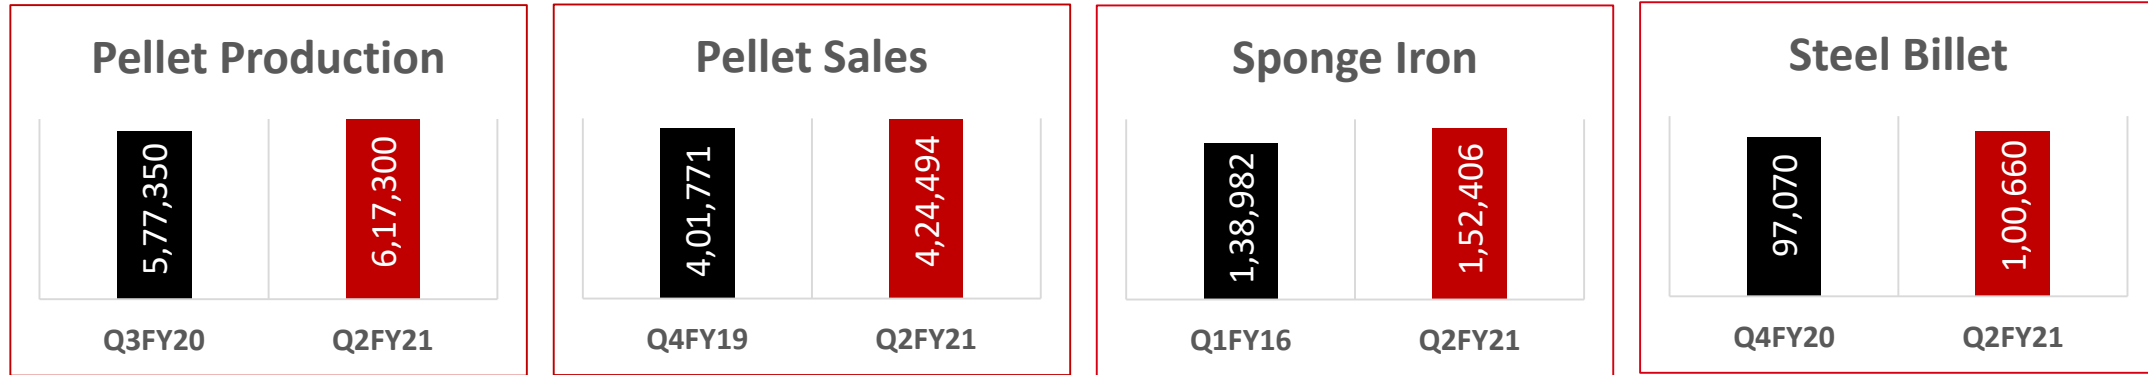 Pellet Production
5,77,350
6,17,300
Q3FY20
Q2FY21
Pellet Sales
4,01,771
4,24,494
Q4FY19
Q2FY21
Sponge Iron
1,38,982
1,52,406
Q1FY16
Q2FY21
Steel Billet
97,070
1,00,660
Q4FY20
Q2FY21